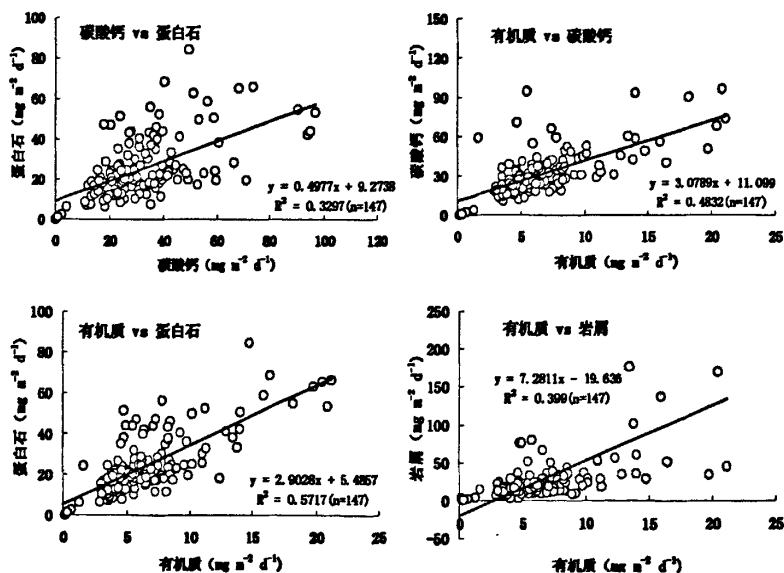 碳酸钙 vs 蛋白石
蛋白石 (mg m⁻² d⁻¹)
100
80
60
40
20
0
y = 0.4977x + 9.2738
R² = 0.3297(n=147)
0 20 40 60 80 100 120
碳酸钙 (mg m⁻² d⁻¹)
有机质 vs 碳酸钙
碳酸钙 (mg m⁻² d⁻¹)
150
120
90
60
30
0
y = 3.0789x + 11.099
R² = 0.4832(n=147)
0 5 10 15 20 25
有机质 (mg m⁻² d⁻¹)
有机质 vs 蛋白石
蛋白石 (mg m⁻² d⁻¹)
100
80
60
40
20
0
y = 2.9028x + 5.4857
R² = 0.5717(n=147)
0 5 10 15 20 25
有机质 (mg m⁻² d⁻¹)
有机质 vs 岩屑
岩屑 (mg m⁻² d⁻¹)
250
200
150
100
50
0
-50
y = 7.2811x - 19.636
R² = 0.399(n=147)
0 5 10 15 20 25
有机质 (mg m⁻² d⁻¹)